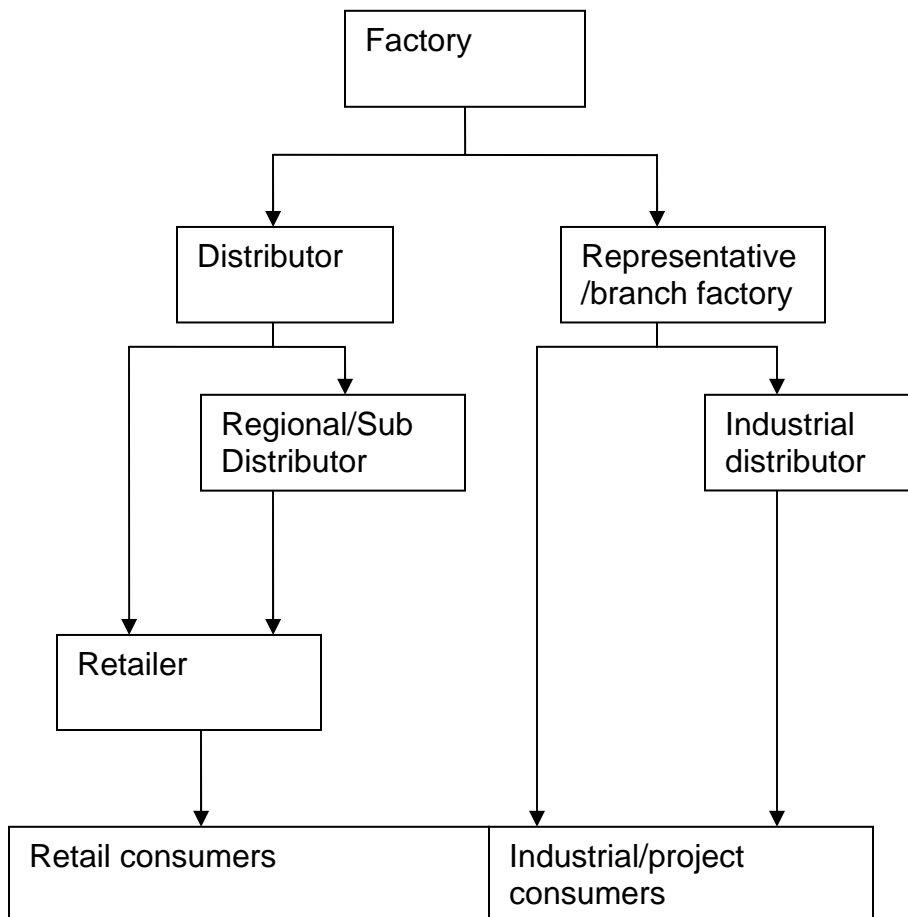 Factory
Distributor
Representative
/branch factory
Regional/Sub
Distributor
Industrial
distributor
Retailer
Retail consumers
Industrial/project
consumers